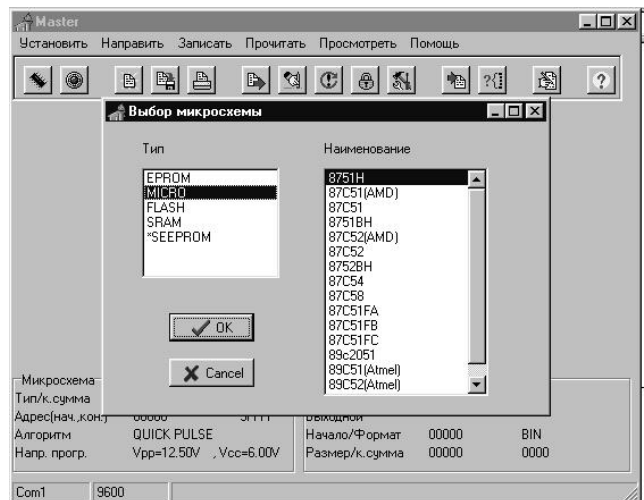 Master
Установить Направить Записать Прочитать Просмотреть Помощь
Выбор микросхемы
Тип
EPROM
MICRO
FLASH
SRAM
*SEEPROM
OK
Cancel
Наименование
8751H
87C51(AMD)
87C51
8751BH
87C52(AMD)
87C52
8752BH
87C54
87C58
87C51FA
87C51FB
87C51FC
89c2051
89C51(Atmel)
89C52(Atmel)
Микросхема
Тип/к.сумма
Адрес(нач.,кон.) 00000 3FFFF
Алгоритм QUICK PULSE
Напр. прогр. Vpp=12.50V , Vcc=6.00V
Выходной
Начало/Формат 00000 BIN
Размер/к.сумма 00000 0000
Com1 9600